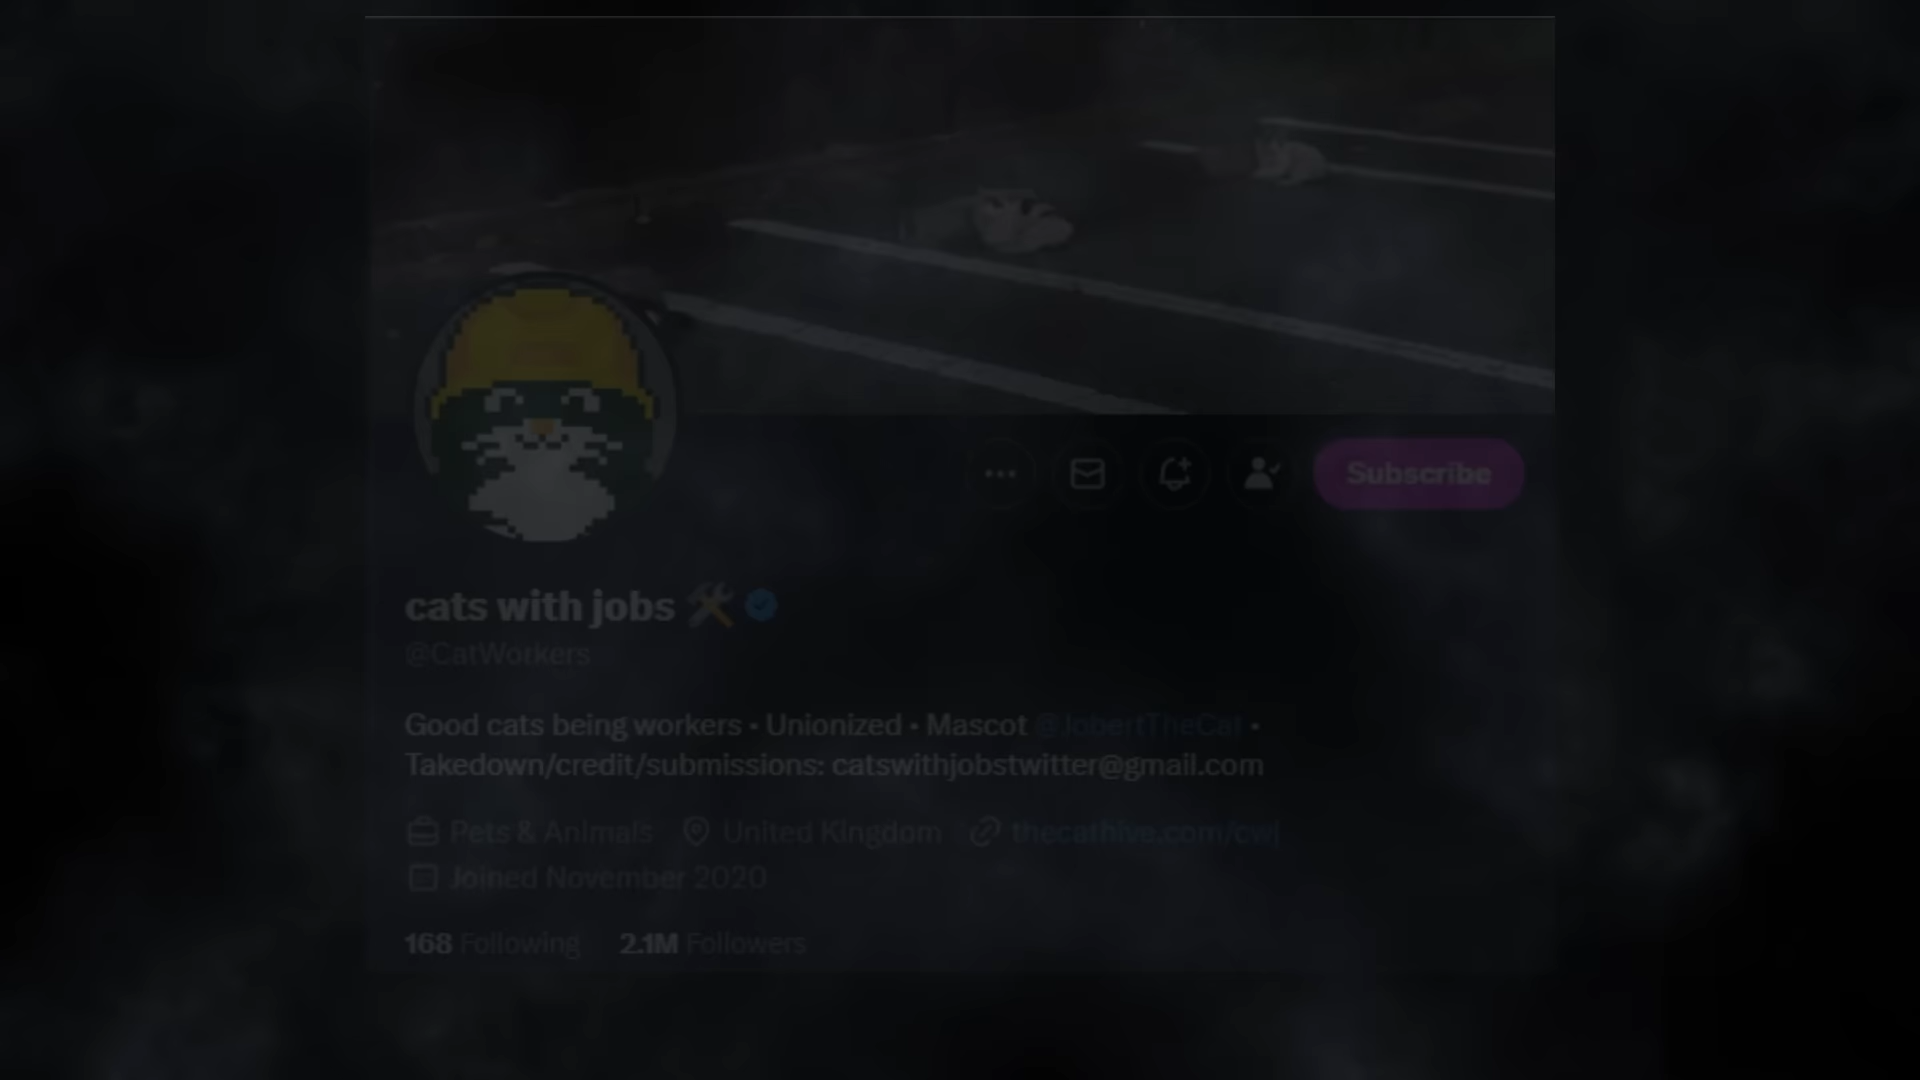 Subscribe
cats with jobs 🛠️
@CatWorkers
Good cats being workers • Unionized • Mascot @JobertTheCat •
Takedown/credit/submissions: catswithjobstwitter@gmail.com
Pets & Animals United Kingdom thecathive.com/cwj
Joined November 2020
168 Following 2.1M Followers